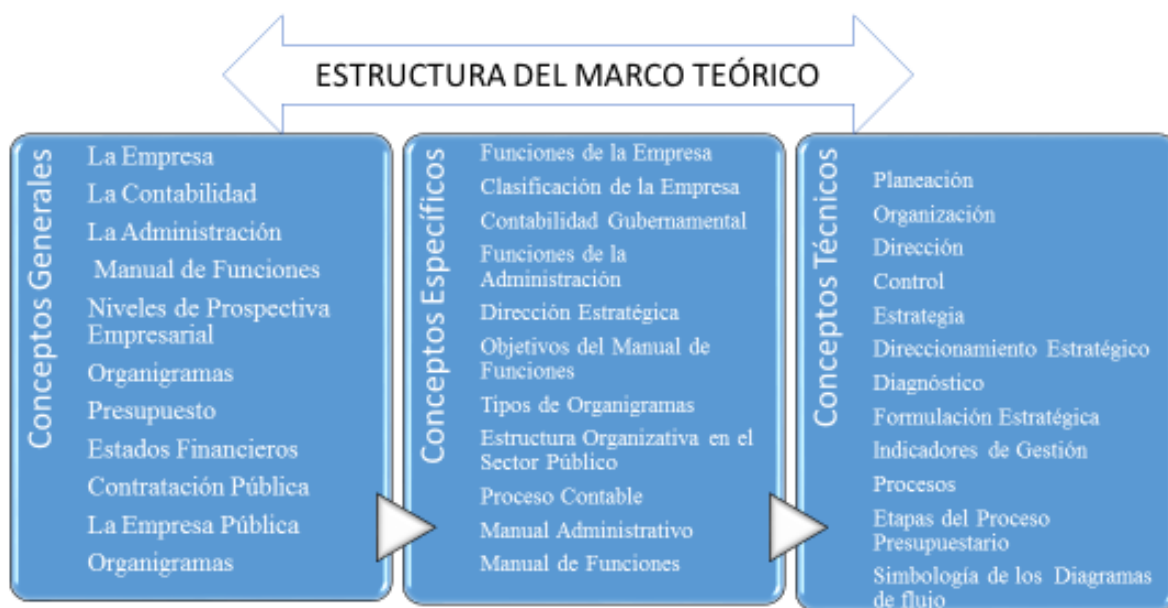 ESTRUCTURA DEL MARCO TEÓRICO
Conceptos Generales
La Empresa
La Contabilidad
La Administración
Manual de Funciones
Niveles de Prospectiva
Empresarial
Organigramas
Presupuesto
Estados Financieros
Contratación Pública
La Empresa Pública
Organigramas
Conceptos Específicos
Funciones de la Empresa
Clasificación de la Empresa
Contabilidad Gubernamental
Funciones de la
Administración
Dirección Estratégica
Objetivos del Manual de
Funciones
Tipos de Organigramas
Estructura Organizativa en el
Sector Público
Proceso Contable
Manual Administrativo
Manual de Funciones
Conceptos Técnicos
Planeación
Organización
Dirección
Control
Estrategia
Direccionamiento Estratégico
Diagnóstico
Formulación Estratégica
Indicadores de Gestión
Procesos
Etapas del Proceso
Presupuestario
Simbología de los Diagramas
de flujo